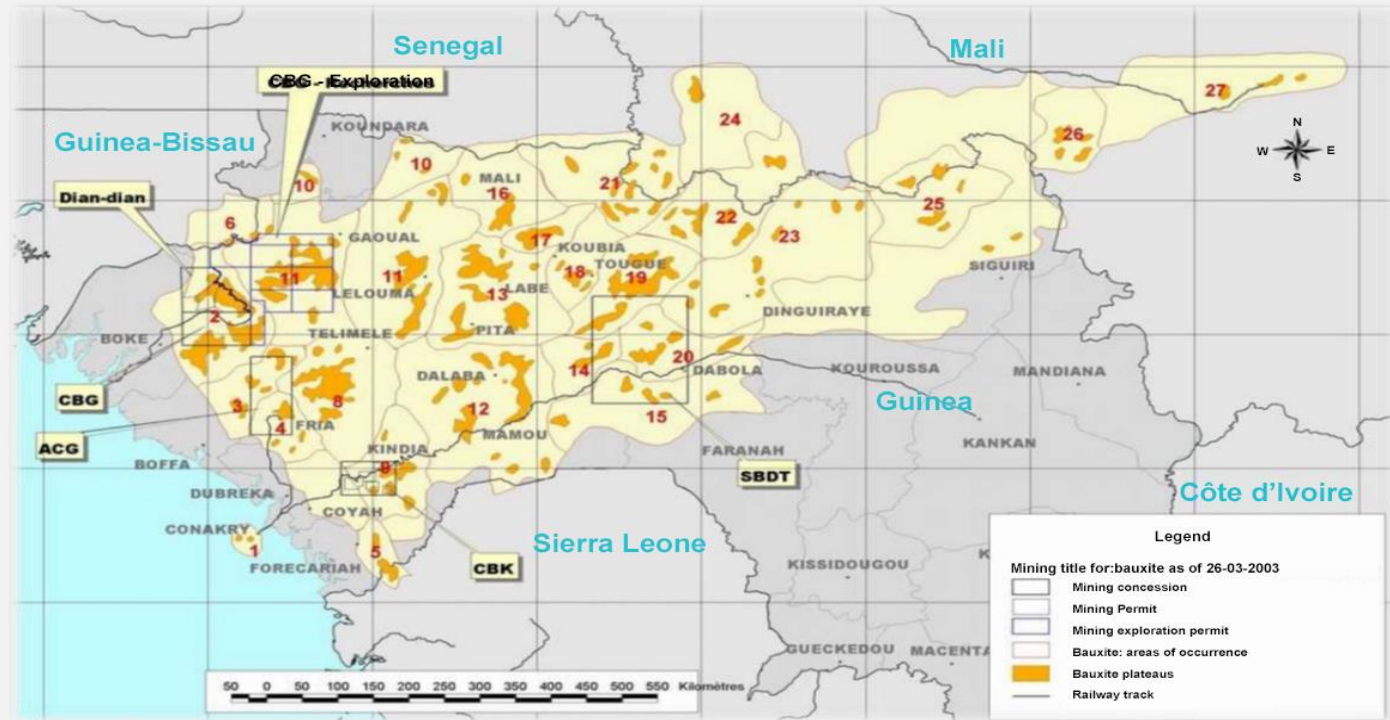 Senegal
Mali
CBG - Exploration
27
24
KOUNDARA
26
Guinea-Bissau
N
W
E
S
10
10
MALI
21
Dian-dian
16
25
6
22
GAOUAL
17
23
KOUBIA
TOUGUE
SIGUIRI
11
11
18
19
LELOUMA
13
LABE
2
DINGUIRAYE
BOKE
TELIMELE
PITA
14
20
DABOLA
KOUROUSSA
MANDIANA
DALABA
CBG
3
8
12
Guinea
15
4
FRIA
MAMOU
ACG
KANKAN
KINDIA
FARANAH
BOFFA
9
SBDT
DUBREKA
Côte d'Ivoire
COYAH
CONAKRY
1
5
Sierra Leone
FORECARIAH
CBK
KISSIDOUGOU
K
GUECKEDOU
MACENTA
Legend
Mining title for:bauxite as of 26-03-2003
Mining concession
Mining Permit
Mining exploration permit
Bauxite: areas of occurrence
Bauxite plateaus
Railway track
50 0 50 100 150 200 250 300 350 400 450 500 550 Kilomètres